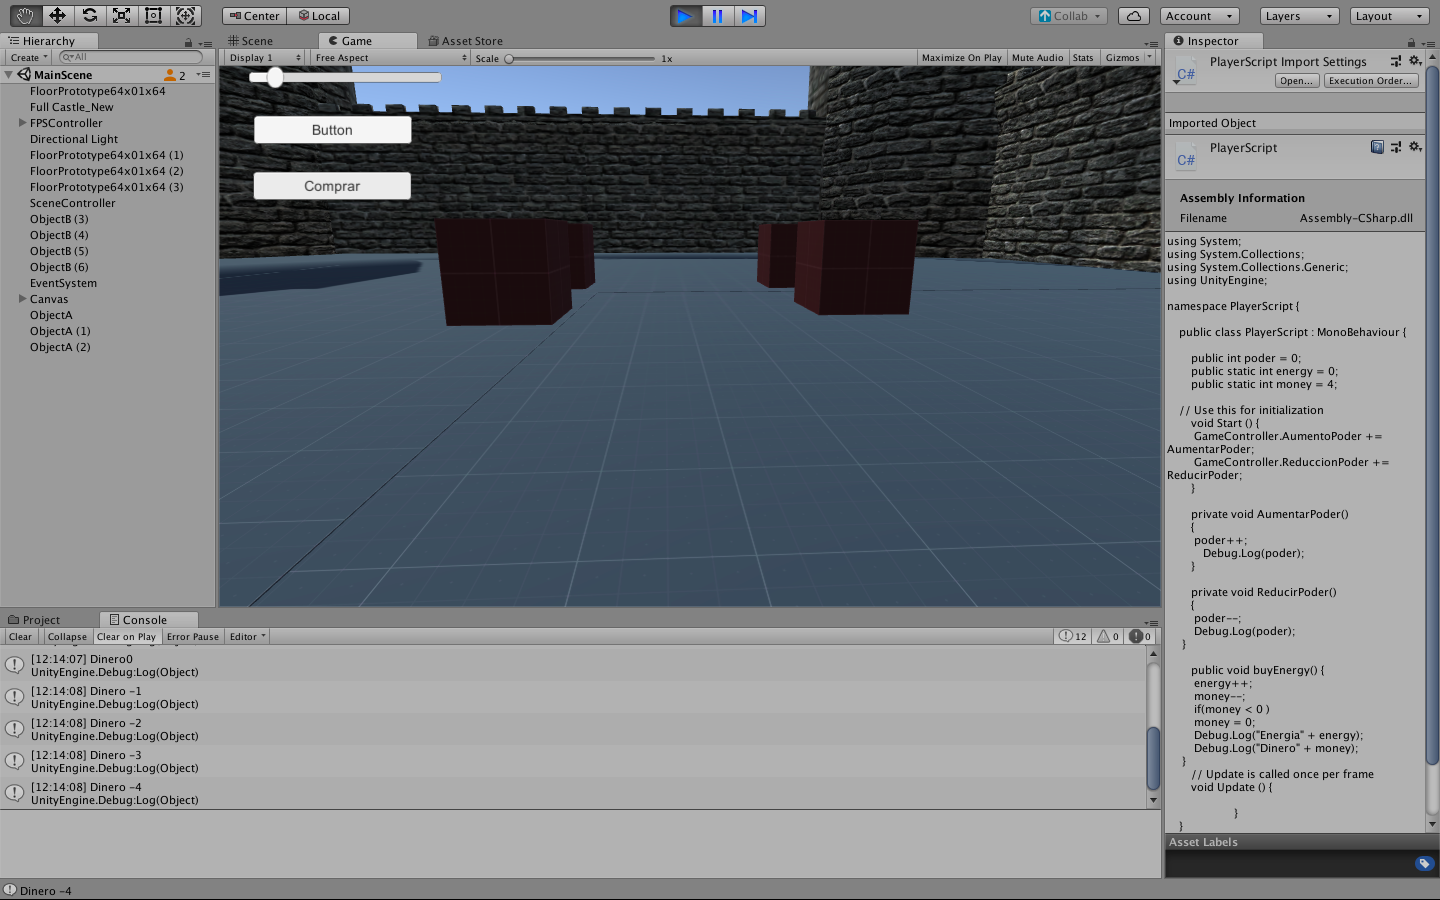 Center
Local
Collab
Account
Layers
Layout
Hierarchy
Create
All
MainScene
2
FloorPrototype64x01x64
Full Castle_New
FPSController
Directional Light
FloorPrototype64x01x64 (1)
FloorPrototype64x01x64 (2)
FloorPrototype64x01x64 (3)
SceneController
ObjectB (3)
ObjectB (4)
ObjectB (5)
ObjectB (6)
EventSystem
Canvas
ObjectA
ObjectA (1)
ObjectA (2)
Scene
Game
Asset Store
Display 1
Free Aspect
Scale
1x
Maximize On Play
Mute Audio
Stats
Gizmos
Button
Comprar
Project
Console
Clear
Collapse
Clear on Play
Error Pause
Editor
12
0
0
[12:14:07] Dinero0
UnityEngine.Debug:Log(Object)
[12:14:08] Dinero -1
UnityEngine.Debug:Log(Object)
[12:14:08] Dinero -2
UnityEngine.Debug:Log(Object)
[12:14:08] Dinero -3
UnityEngine.Debug:Log(Object)
[12:14:08] Dinero -4
UnityEngine.Debug:Log(Object)
Dinero -4
Inspector
C#
PlayerScript Import Settings
Open...
Execution Order...
Imported Object
C#
PlayerScript
Assembly Information
Filename Assembly-CSharp.dll
using System;
using System.Collections;
using System.Collections.Generic;
using UnityEngine;
namespace PlayerScript {
public class PlayerScript : MonoBehaviour {
public int poder = 0;
public static int energy = 0;
public static int money = 4;
// Use this for initialization
void Start () {
GameController.AumentoPoder +=
AumentarPoder;
GameController.ReduccionPoder +=
ReducirPoder;
}
private void AumentarPoder()
{
poder++;
Debug.Log(poder);
}
private void ReducirPoder()
{
poder--;
Debug.Log(poder);
}
public void buyEnergy() {
energy++;
money--;
if(money < 0 )
money = 0;
Debug.Log("Energia" + energy);
Debug.Log("Dinero" + money);
}
// Update is called once per frame
void Update () {
}
}
Asset Labels